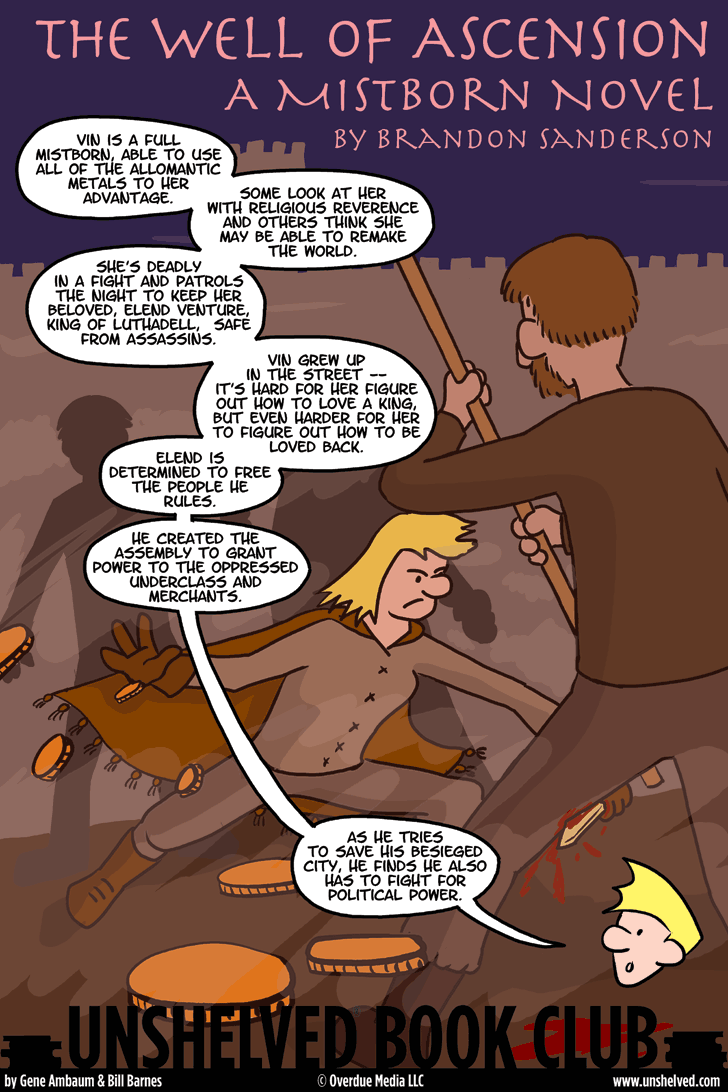 THE WELL OF ASCENSION
A MISTBORN NOVEL
BY BRANDON SANDERSON
VIN IS A FULL
MISTBORN, ABLE TO USE
ALL OF THE ALLOMANTIC
METALS TO HER
ADVANTAGE.
SOME LOOK AT HER
WITH RELIGIOUS REVERENCE
AND OTHERS THINK SHE
MAY BE ABLE TO REMAKE
THE WORLD.
SHE'S DEADLY
IN A FIGHT AND PATROLS
THE NIGHT TO KEEP HER
BELOVED, ELEND VENTURE,
KING OF LUTHADELL, SAFE
FROM ASSASSINS.
VIN GREW UP
IN THE STREET --
IT'S HARD FOR HER FIGURE
OUT HOW TO LOVE A KING,
BUT EVEN HARDER FOR HER
TO FIGURE OUT HOW TO BE
LOVED BACK.
ELEND IS
DETERMINED TO FREE
THE PEOPLE HE
RULES.
HE CREATED THE
ASSEMBLY TO GRANT
POWER TO THE OPPRESSED
UNDERCLASS AND
MERCHANTS.
AS HE TRIES
TO SAVE HIS BESIEGED
CITY, HE FINDS HE ALSO
HAS TO FIGHT FOR
POLITICAL POWER.
UNSHELVED BOOK CLUB
by Gene Ambaum & Bill Barnes © Overdue Media LLC www.unshelved.com